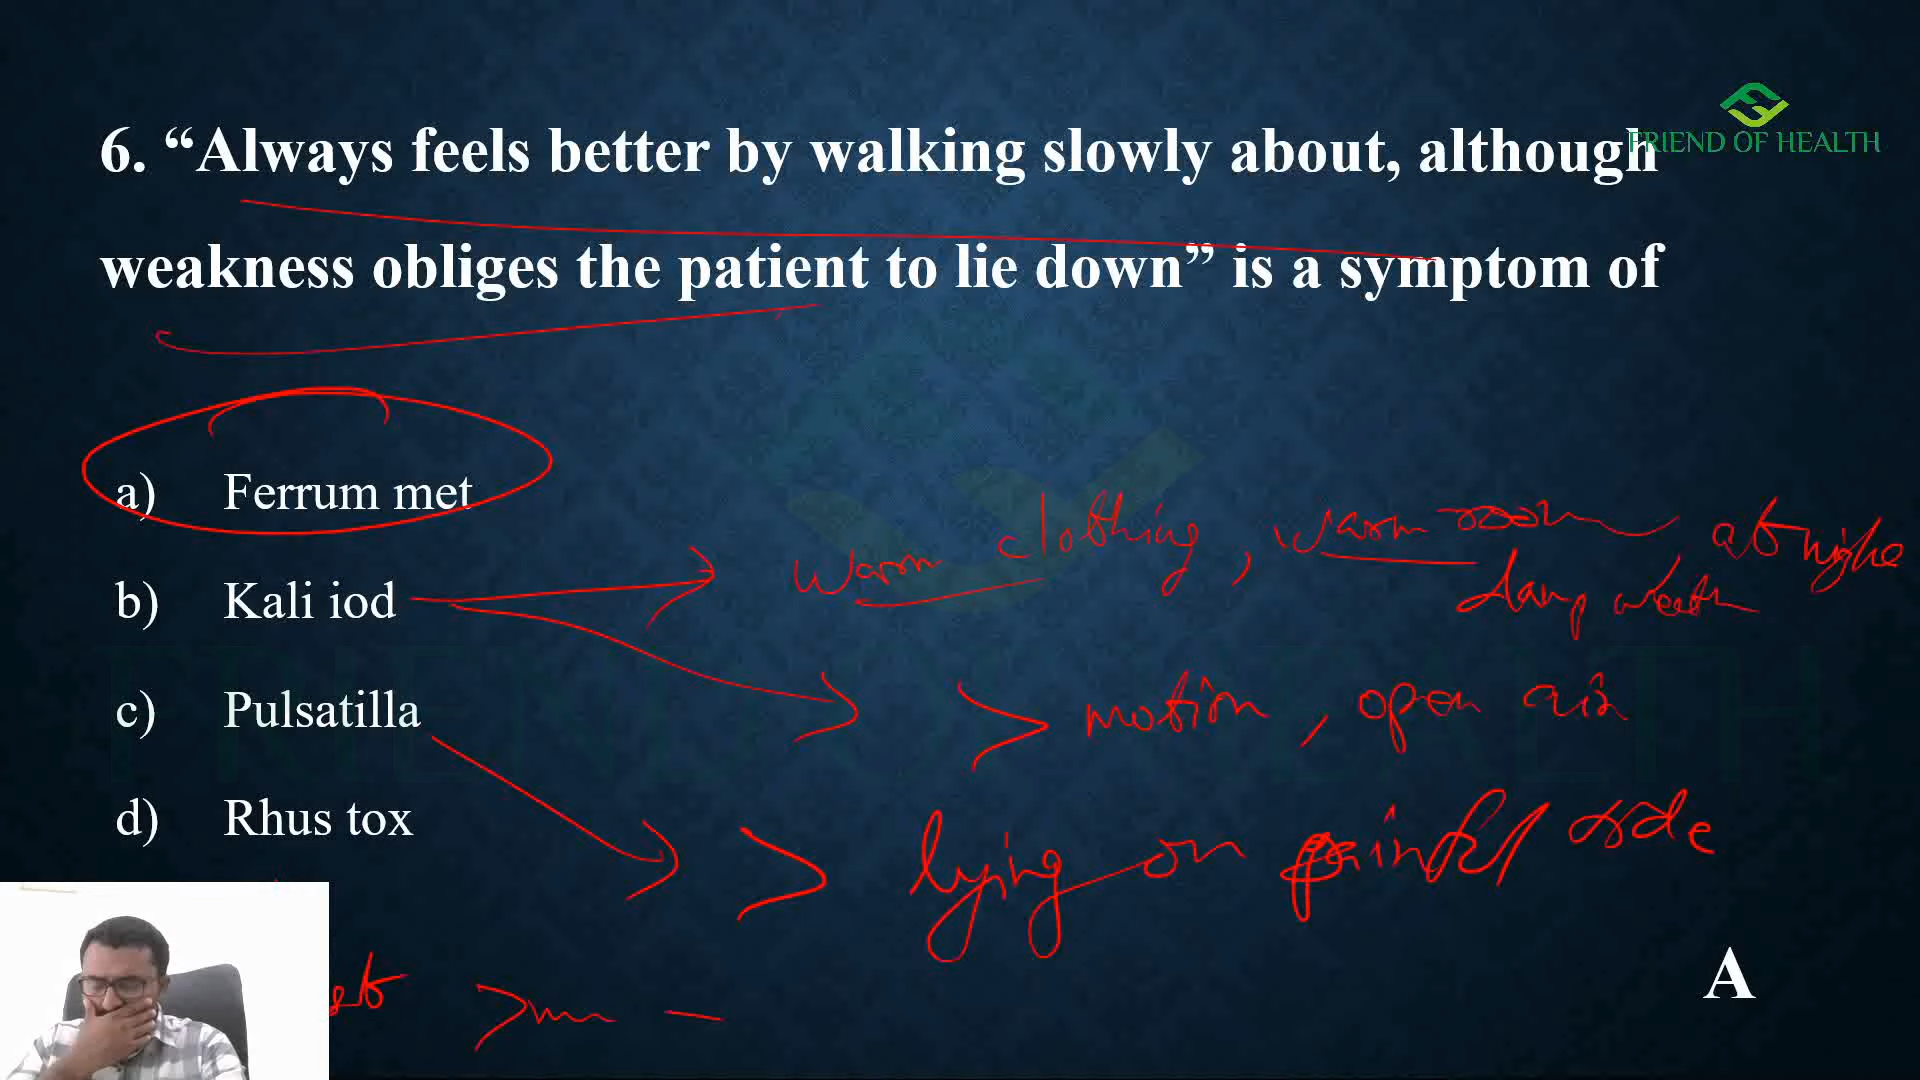 FRIEND OF HEALTH
6. “Always feels better by walking slowly about, although
weakness obliges the patient to lie down” is a symptom of
a) Ferrum met
b) Kali iod
c) Pulsatilla
d) Rhus tox
warm clothing, warm room, at nighe
damp weath
> motion, open air
> lying on painful side
>
A